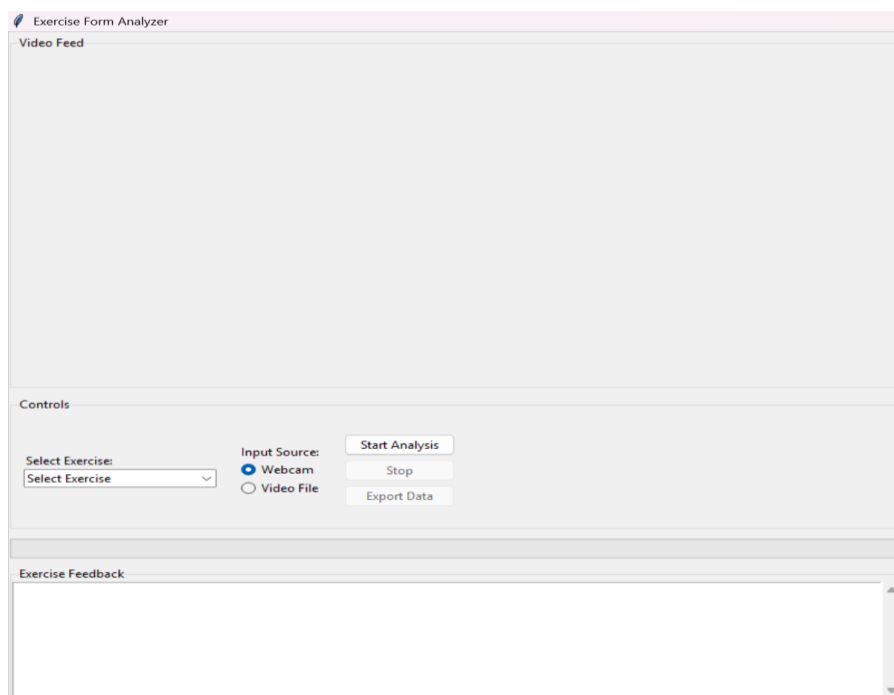 Exercise Form Analyzer
Video Feed
Controls
Select Exercise:
Select Exercise
Input Source:
Webcam
Video File
Start Analysis
Stop
Export Data
Exercise Feedback